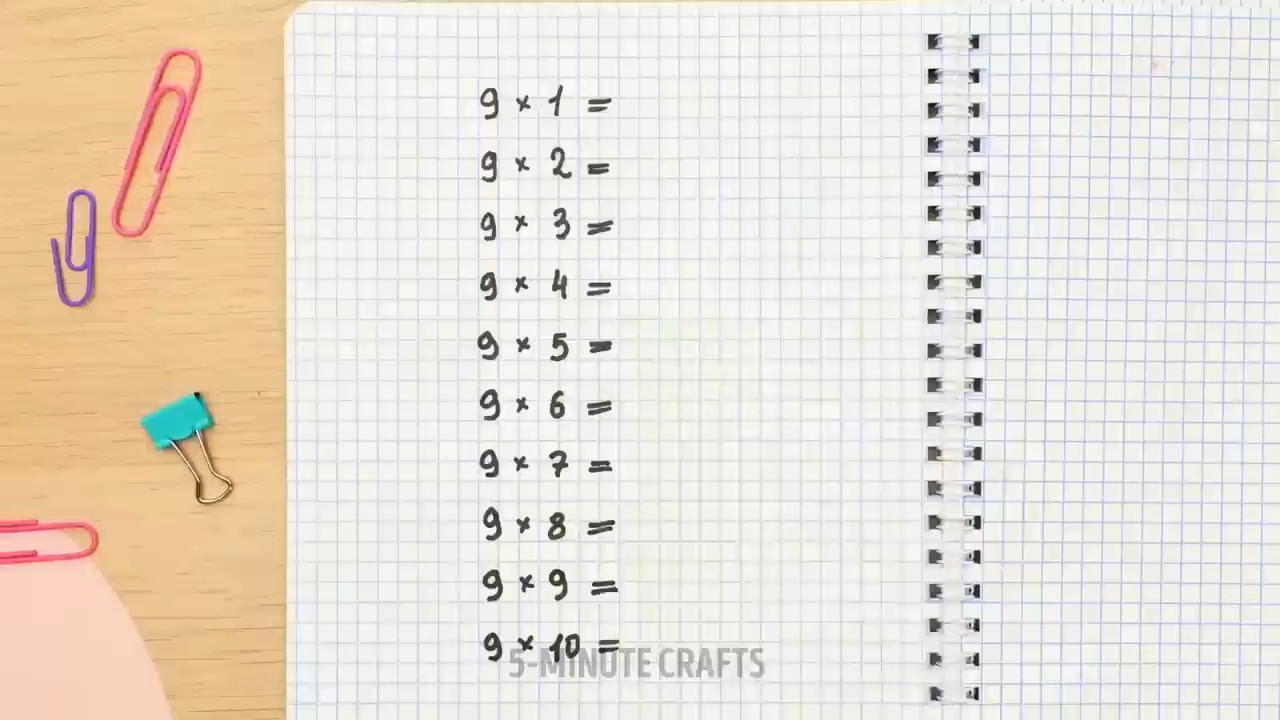 9 × 1 =
9 × 2 =
9 × 3 =
9 × 4 =
9 × 5 =
9 × 6 =
9 × 7 =
9 × 8 =
9 × 9 =
9 × 10 =
5-MINUTE CRAFTS